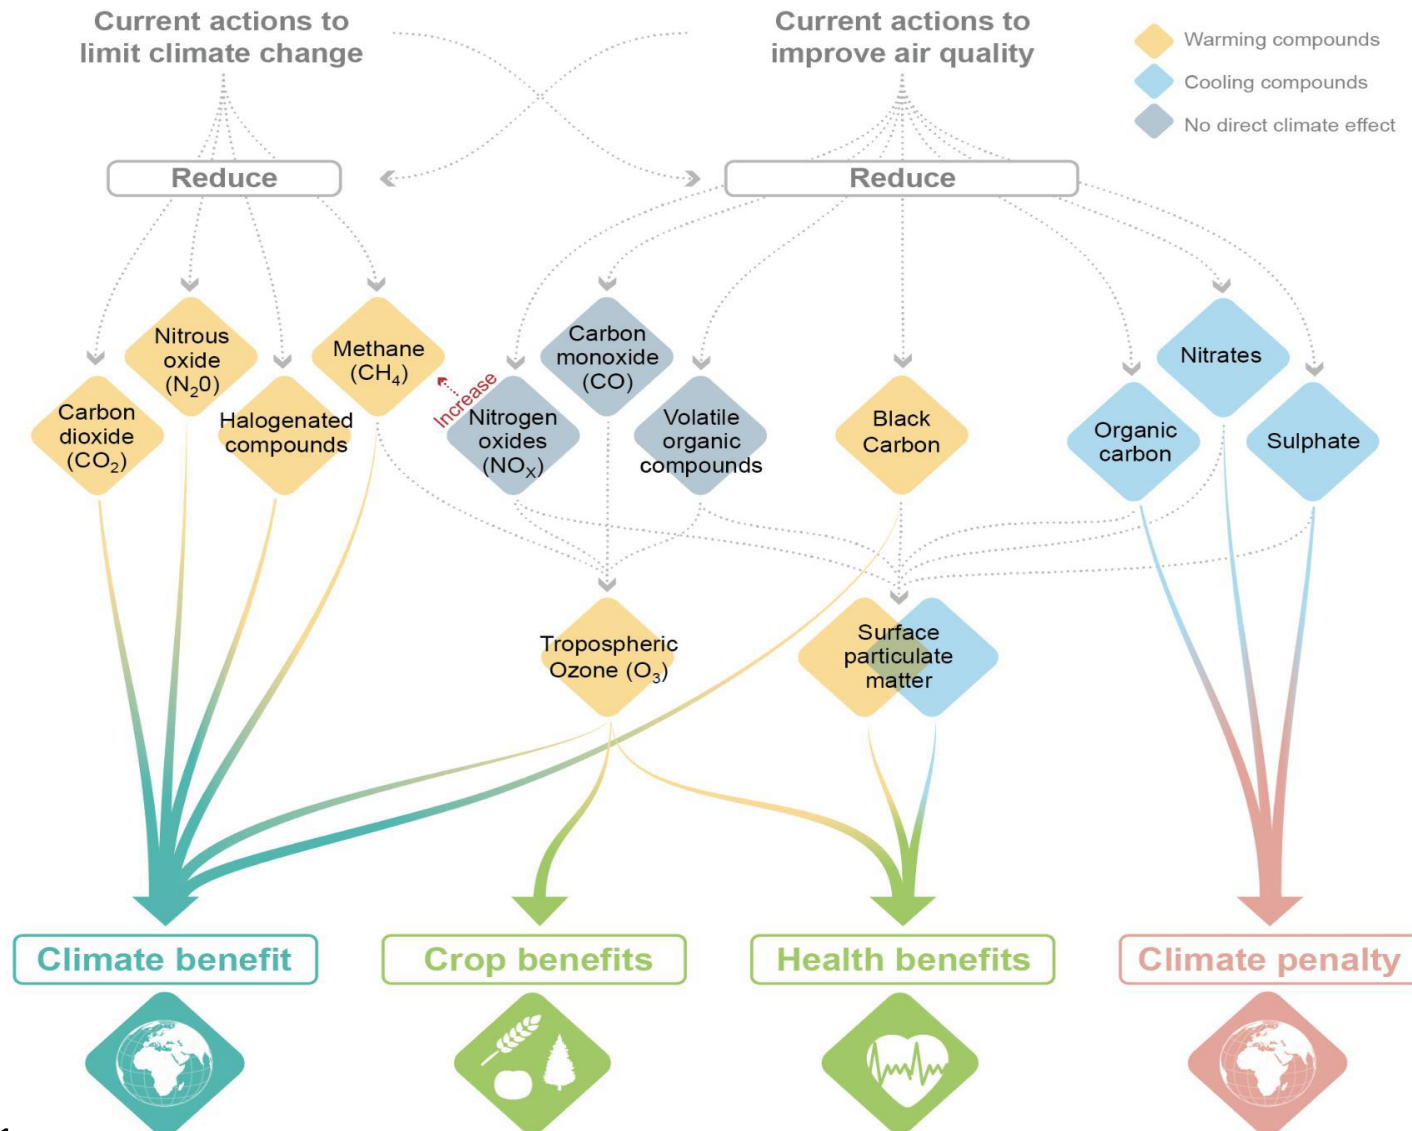 Current actions to
limit climate change
Current actions to
improve air quality
Warming compounds
Cooling compounds
No direct climate effect
Reduce
Reduce
Nitrous
oxide
(N₂0)
Methane
(CH₄)
Carbon
monoxide
(CO)
Nitrates
Increase
Carbon
dioxide
(CO₂)
Halogenated
compounds
Nitrogen
oxides
(NOₓ)
Volatile
organic
compounds
Black
Carbon
Organic
carbon
Sulphate
Tropospheric
Ozone (O₃)
Surface
particulate
matter
Climate benefit
Crop benefits
Health benefits
Climate penalty